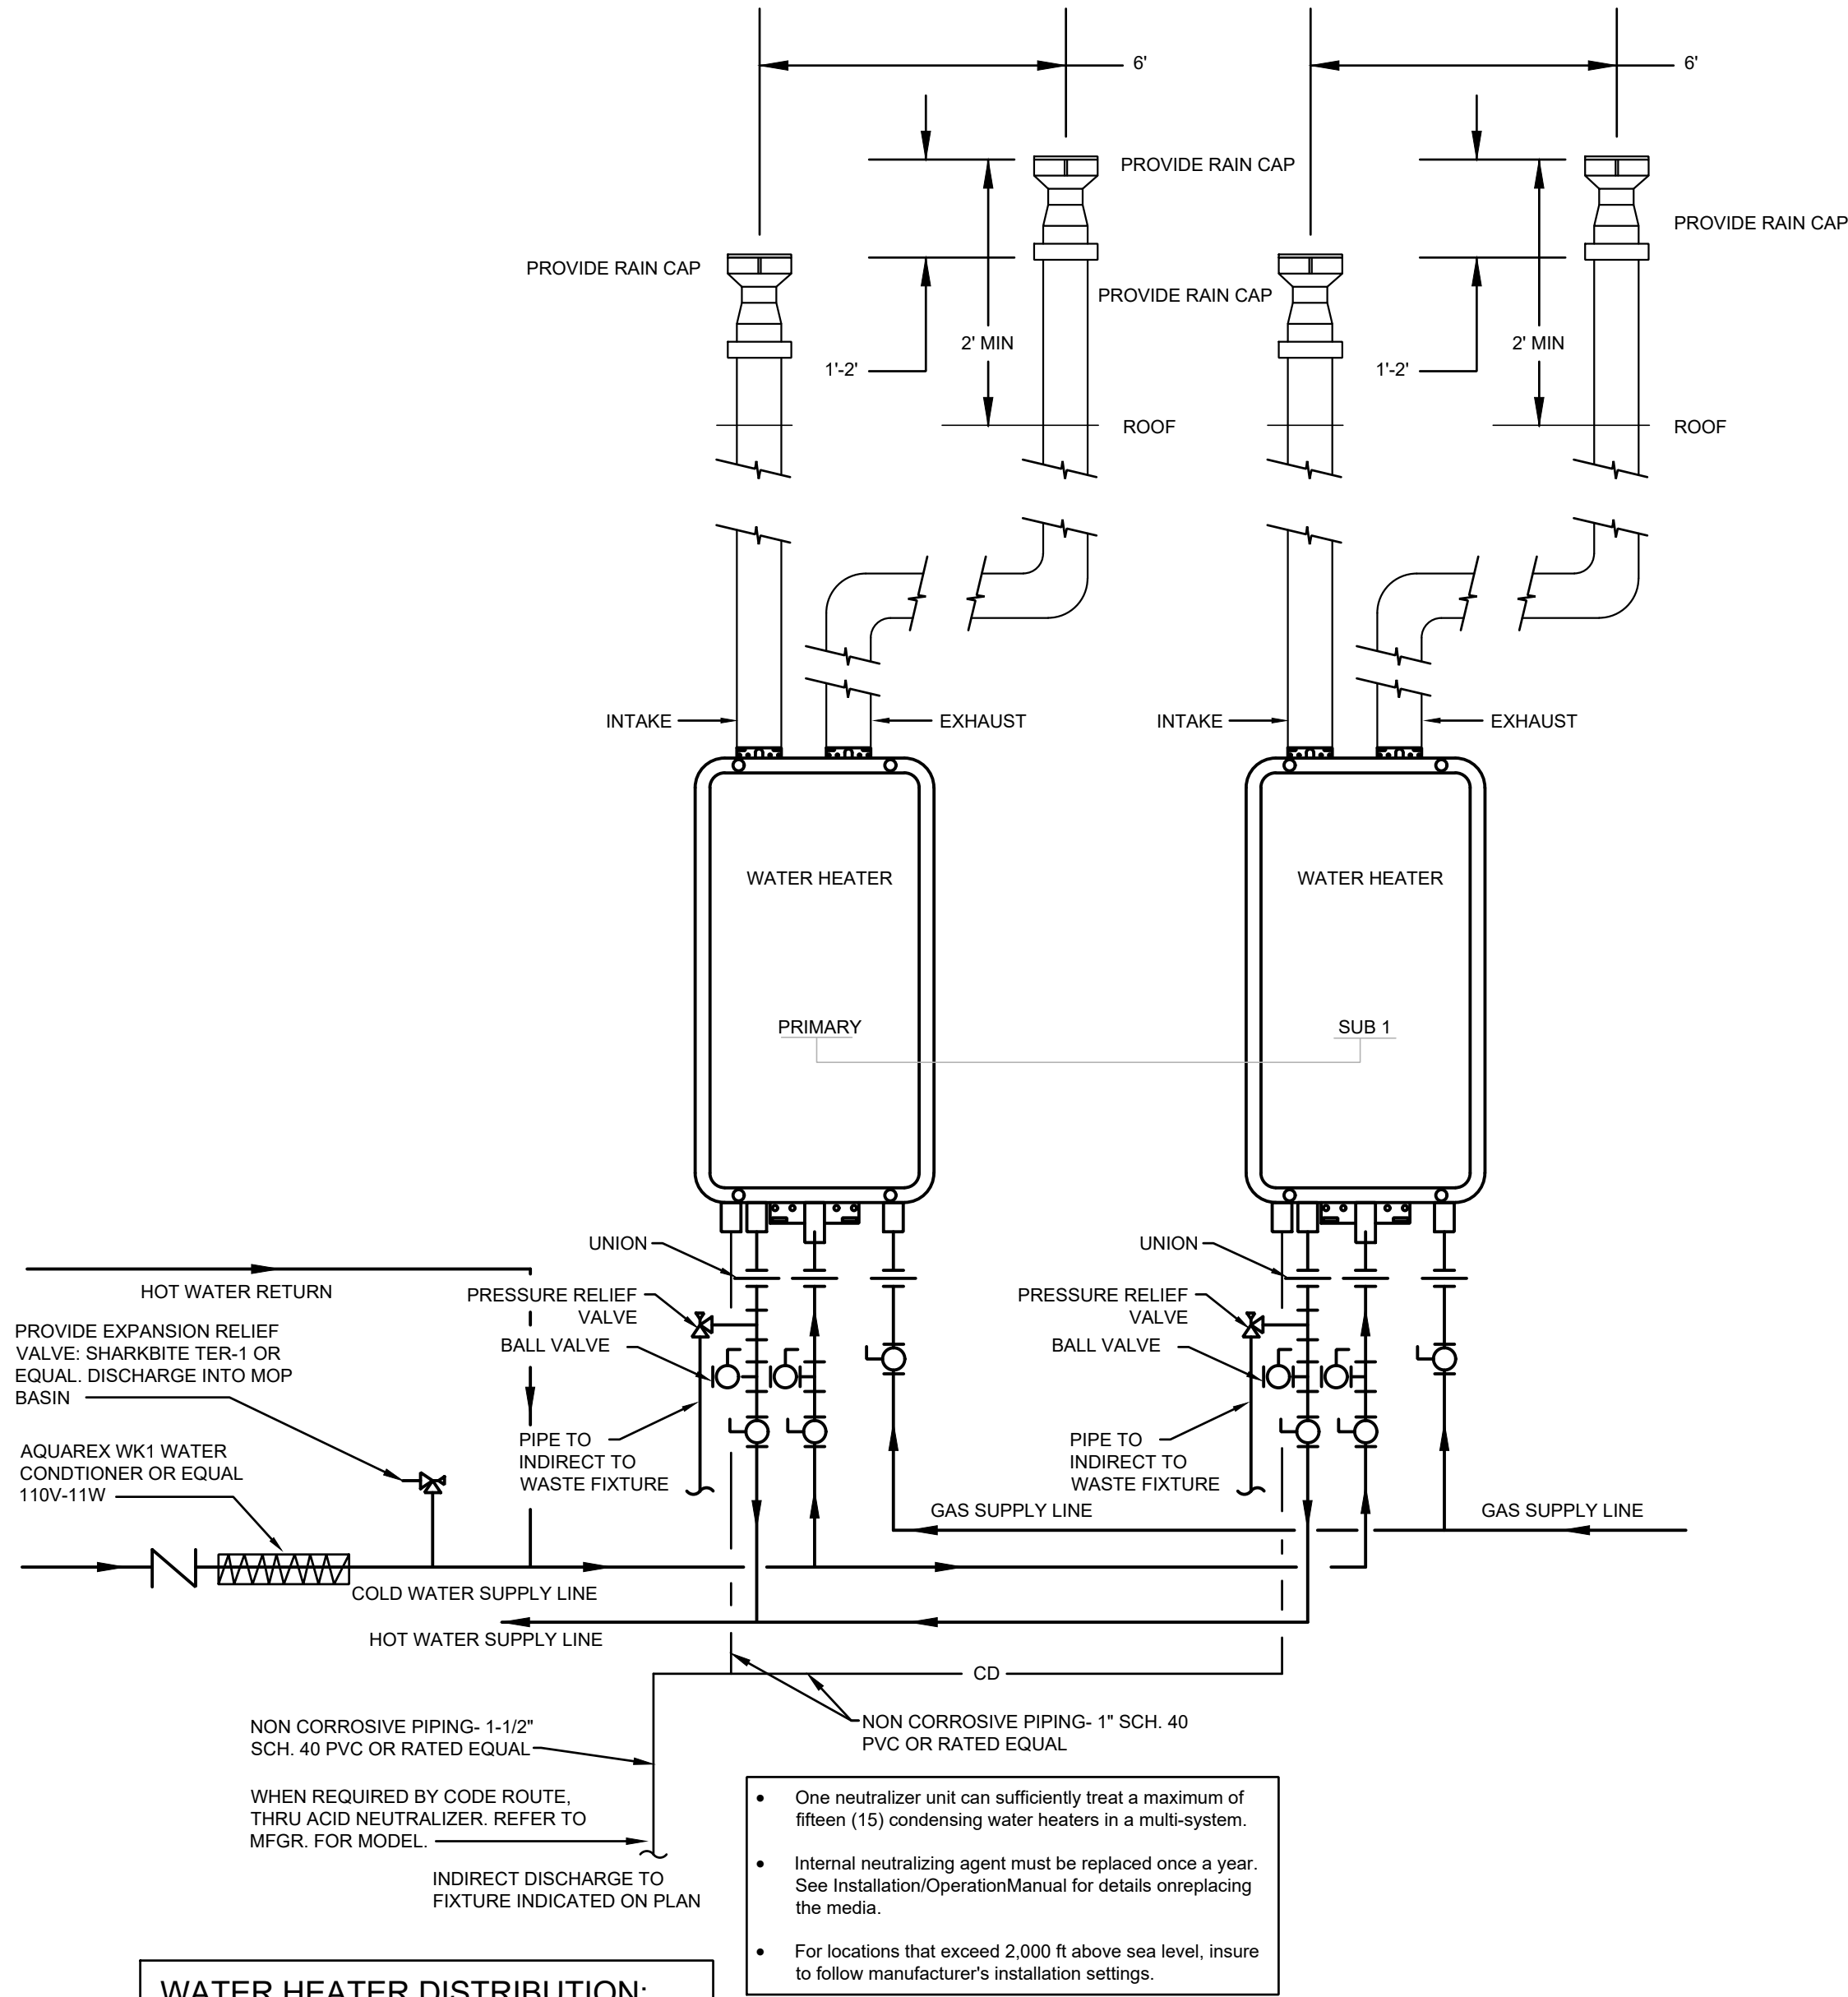 6'
6'
PROVIDE RAIN CAP
PROVIDE RAIN CAP
PROVIDE RAIN CAP
PROVIDE RAIN CAP
2' MIN
2' MIN
1'-2'
1'-2'
ROOF
ROOF
INTAKE
EXHAUST
INTAKE
EXHAUST
WATER HEATER
WATER HEATER
PRIMARY
SUB 1
UNION
UNION
HOT WATER RETURN
PRESSURE RELIEF
VALVE
PRESSURE RELIEF
VALVE
PROVIDE EXPANSION RELIEF
VALVE: SHARKBITE TER-1 OR
EQUAL. DISCHARGE INTO MOP
BASIN
BALL VALVE
BALL VALVE
AQUAREX WK1 WATER
CONDTIONER OR EQUAL
110V-11W
PIPE TO
INDIRECT TO
WASTE FIXTURE
PIPE TO
INDIRECT TO
WASTE FIXTURE
GAS SUPPLY LINE
GAS SUPPLY LINE
COLD WATER SUPPLY LINE
HOT WATER SUPPLY LINE
CD
NON CORROSIVE PIPING- 1-1/2"
SCH. 40 PVC OR RATED EQUAL
NON CORROSIVE PIPING- 1" SCH. 40
PVC OR RATED EQUAL
WHEN REQUIRED BY CODE ROUTE,
THRU ACID NEUTRALIZER. REFER TO
MFGR. FOR MODEL.
INDIRECT DISCHARGE TO
FIXTURE INDICATED ON PLAN
• One neutralizer unit can sufficiently treat a maximum of
fifteen (15) condensing water heaters in a multi-system.
• Internal neutralizing agent must be replaced once a year.
See Installation/OperationManual for details onreplacing
the media.
• For locations that exceed 2,000 ft above sea level, insure
to follow manufacturer's installation settings.
WATER HEATER DISTRIBUTION: